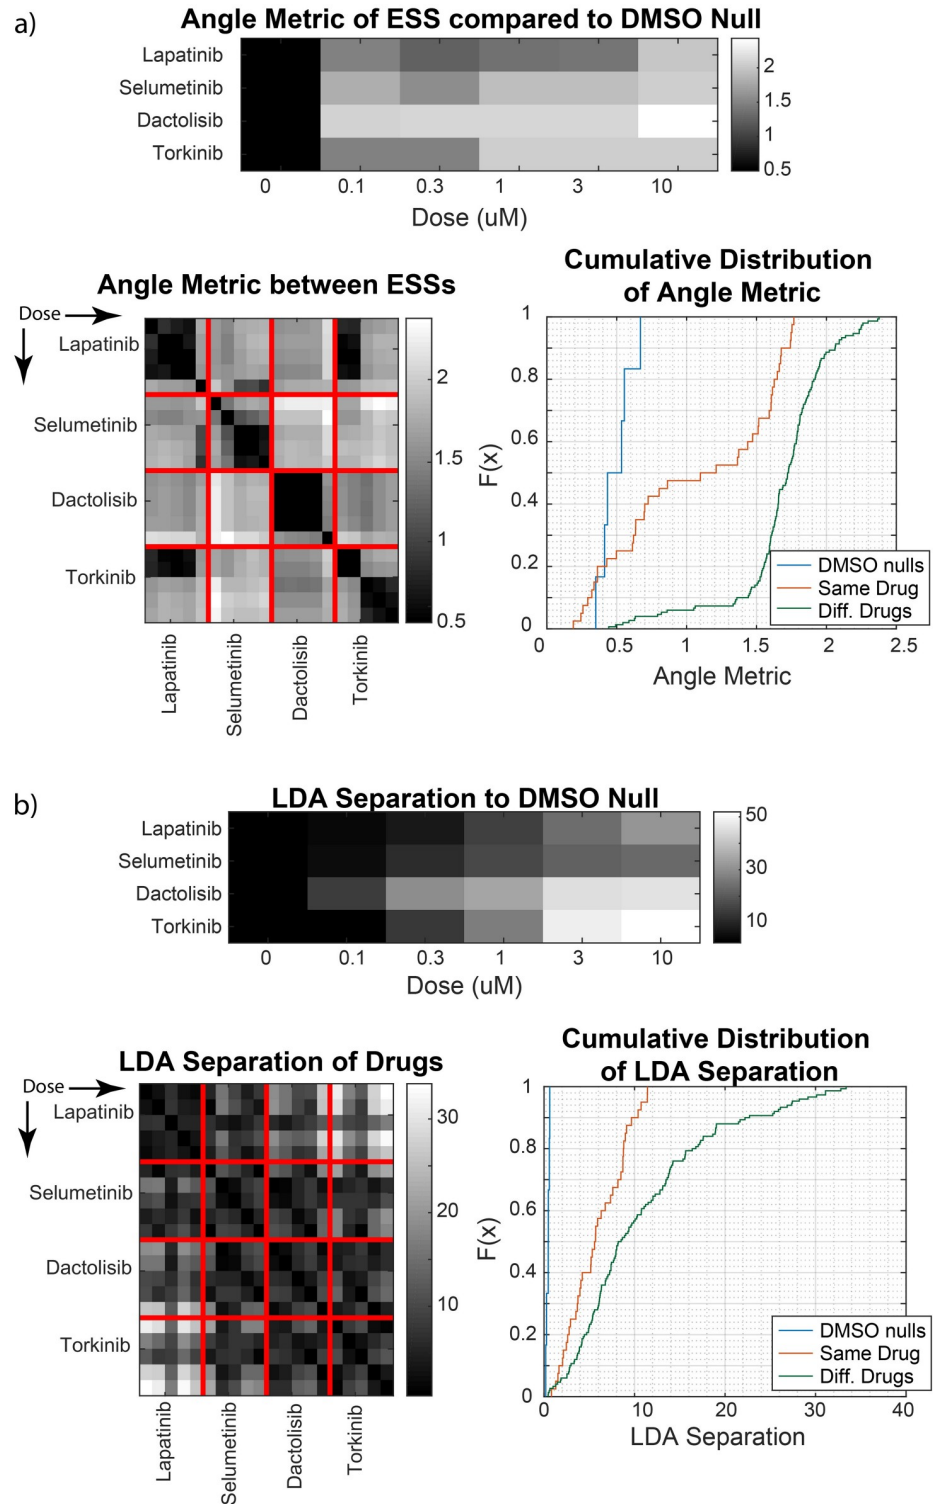 a)
Angle Metric of ESS compared to DMSO Null
Lapatinib
Selumetinib
Dactolisib
Torkinib
0 0.1 0.3 1 3 10
Dose (uM)
2
1.5
1
0.5
Angle Metric between ESSs
Dose
Lapatinib
Selumetinib
Dactolisib
Torkinib
Lapatinib
Selumetinib
Dactolisib
Torkinib
2
1.5
1
0.5
Cumulative Distribution
of Angle Metric
1
0.8
0.6
0.4
0.2
0
F(x)
0 0.5 1 1.5 2 2.5
Angle Metric
DMSO nulls
Same Drug
Diff. Drugs
b)
LDA Separation to DMSO Null
Lapatinib
Selumetinib
Dactolisib
Torkinib
0 0.1 0.3 1 3 10
Dose (uM)
50
30
10
LDA Separation of Drugs
Dose
Lapatinib
Selumetinib
Dactolisib
Torkinib
Lapatinib
Selumetinib
Dactolisib
Torkinib
30
20
10
Cumulative Distribution
of LDA Separation
1
0.8
0.6
0.4
0.2
0
F(x)
0 10 20 30 40
LDA Separation
DMSO nulls
Same Drug
Diff. Drugs